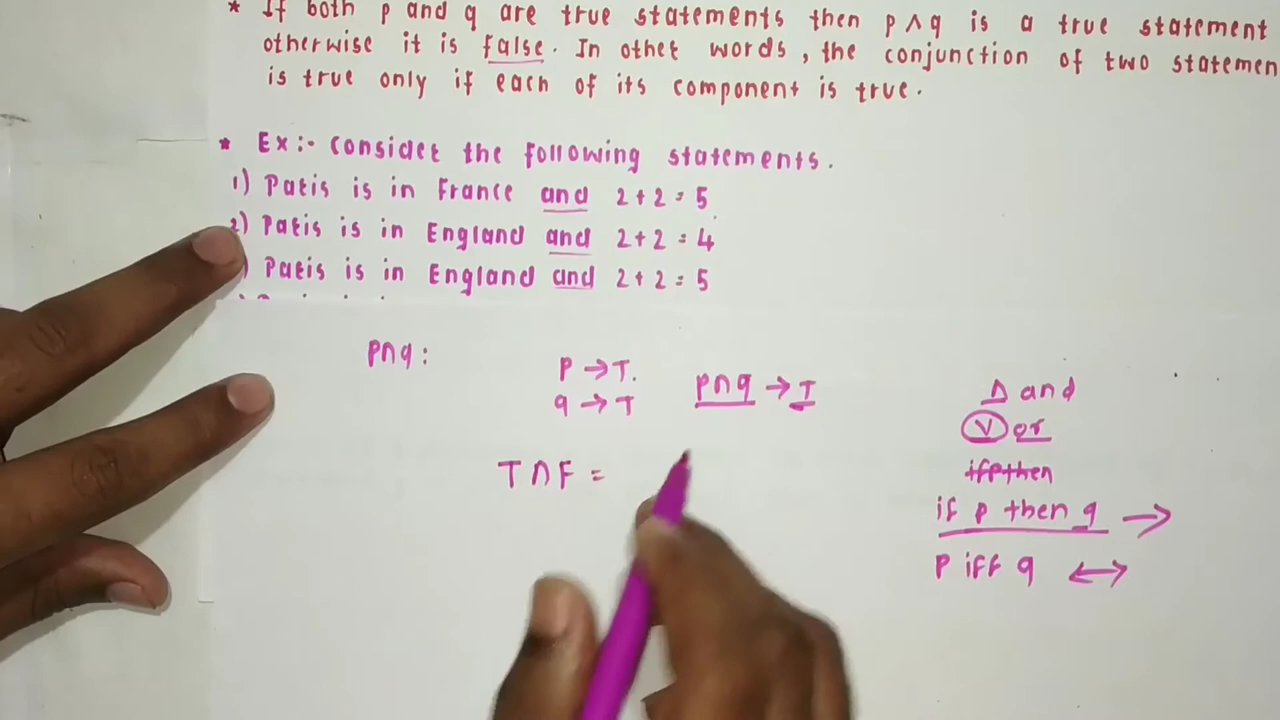 * If both p and q are true statements then p ∧ q is a true statement
otherwise it is false. In other words, the conjunction of two statemen
is true only if each of its component is true.
* Ex:- consider the following statements.
1) Paris is in France and 2+2=5
2) Paris is in England and 2+2=4
) Paris is in England and 2+2=5
p∩q:
P → T.
q → T
p∩q → T
T ∩ F =
∧ and
∨ or
if p then
if p then q →
P iff q ↔